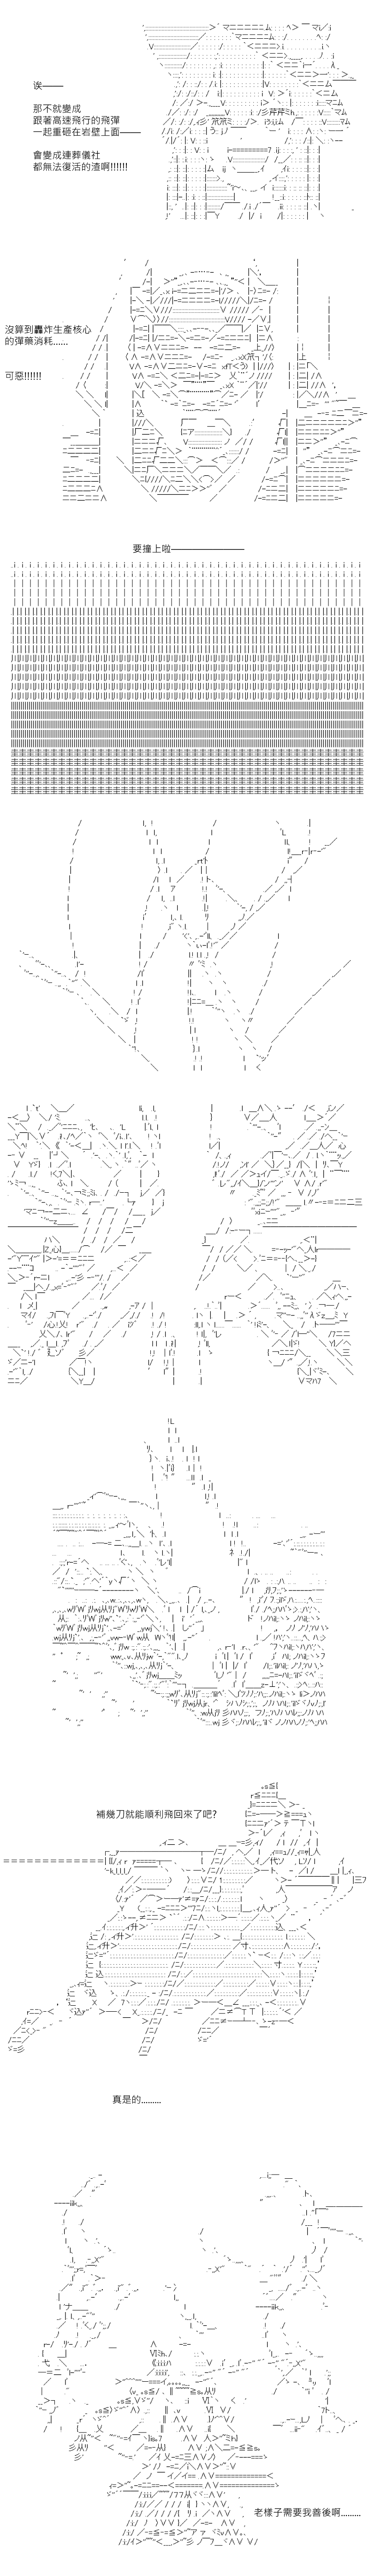 诶——
那不就變成
跟著高速飛行的飛彈
一起重砸在岩壁上面——
會變成連葬儀社
都無法復活的渣啊!!!!!!
沒算到轟炸生產核心
的彈藥消耗……
可惡!!!!!!
要撞上啦————————
補幾刀就能順利飛回來了吧?
真是的………
老樣子需要我善後啊………